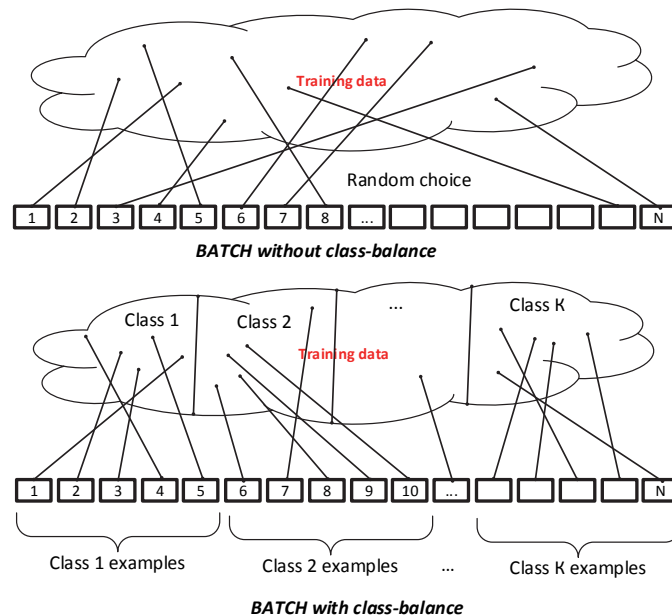 Training data
Random choice
1 2 3 4 5 6 7 8 ... N
BATCH without class-balance
Class 1 Class 2 ... Class K
Training data
1 2 3 4 5 6 7 8 9 10 ... N
Class 1 examples Class 2 examples ... Class K examples
BATCH with class-balance